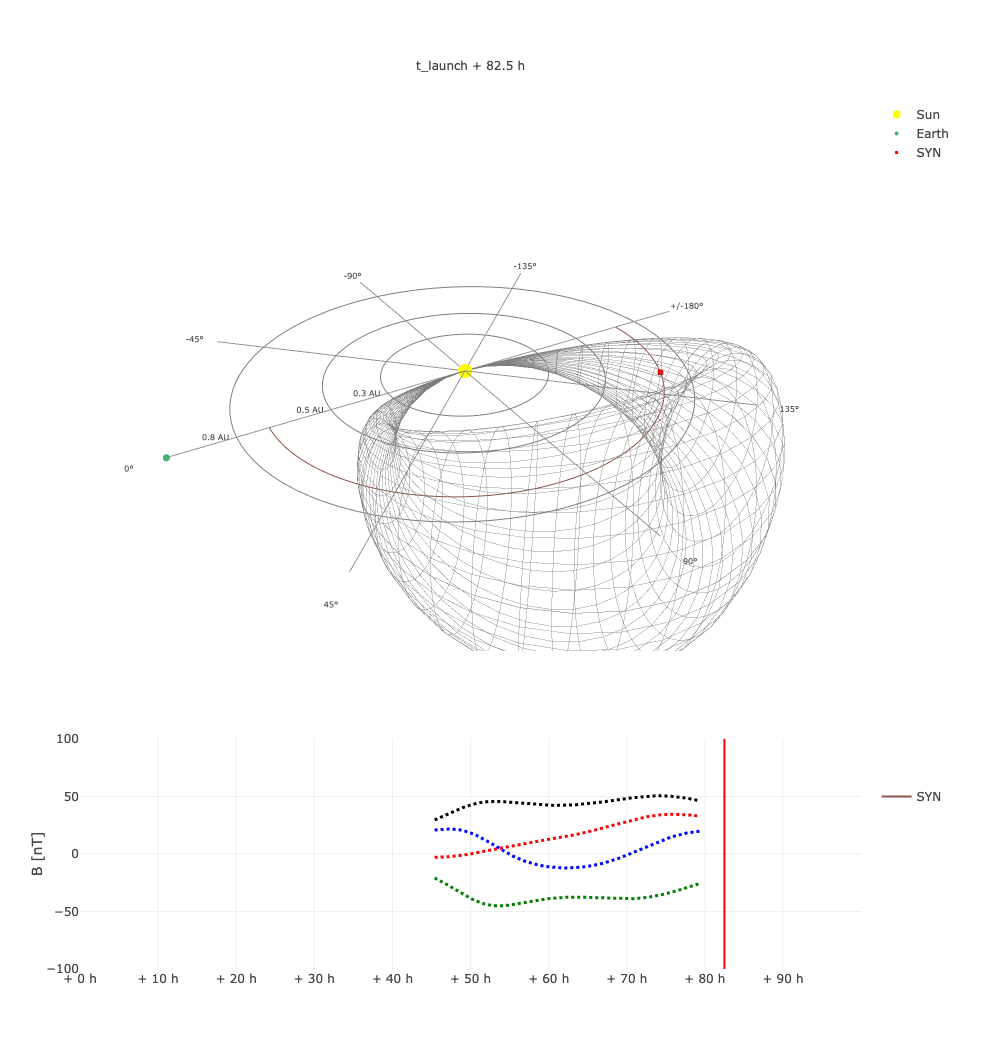 t_launch + 82.5 h
Sun
Earth
SYN
-135°
-90°
+/-180°
-45°
0.3 AU
0.5 AU
135°
0.8 AU
0°
90°
45°
100
50
SYN
0
B [nT]
−50
−100
+ 0 h + 10 h + 20 h + 30 h + 40 h + 50 h + 60 h + 70 h + 80 h + 90 h